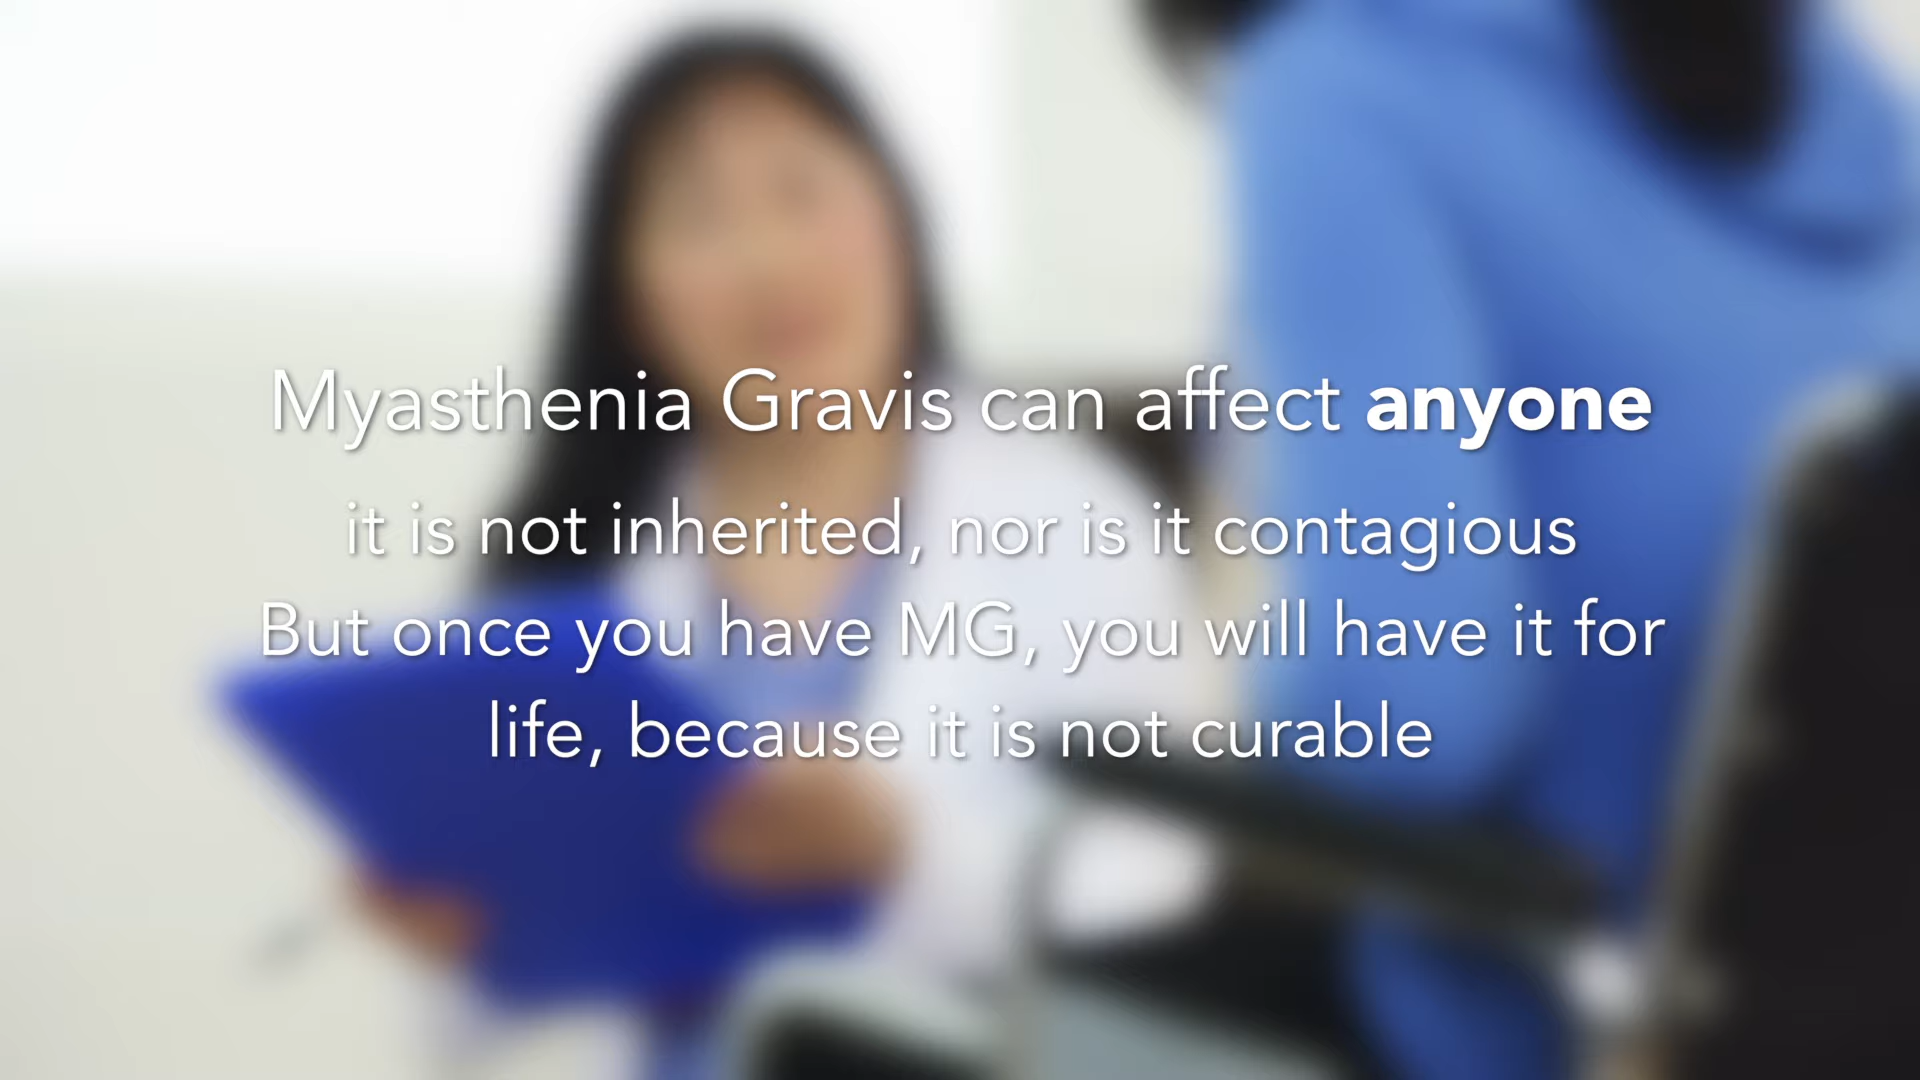 Myasthenia Gravis can affect anyone
it is not inherited, nor is it contagious
But once you have MG, you will have it for
life, because it is not curable